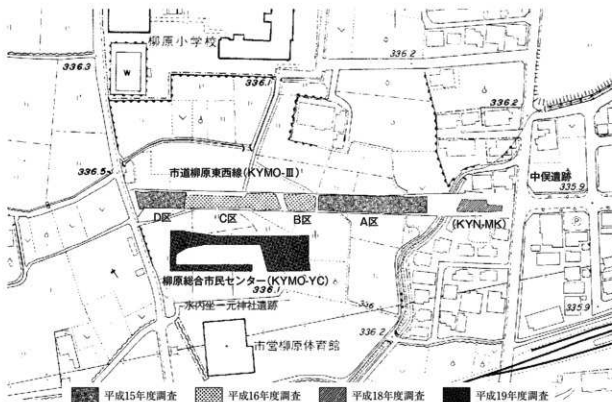 柳原小学校
W
336.3
336.1
336.2
336.2
336.5
市道柳原東西線(KYMO-Ⅲ)
中俣遺跡
335.9
D区
C区
B区
A区
(KYN-MK)
柳原総合市民センター(KYMO-YC)
336.1
水内坐一元神社遺跡
336
335.9
336.2
市営柳原体育館
平成15年度調査
平成16年度調査
平成18年度調査
平成19年度調査